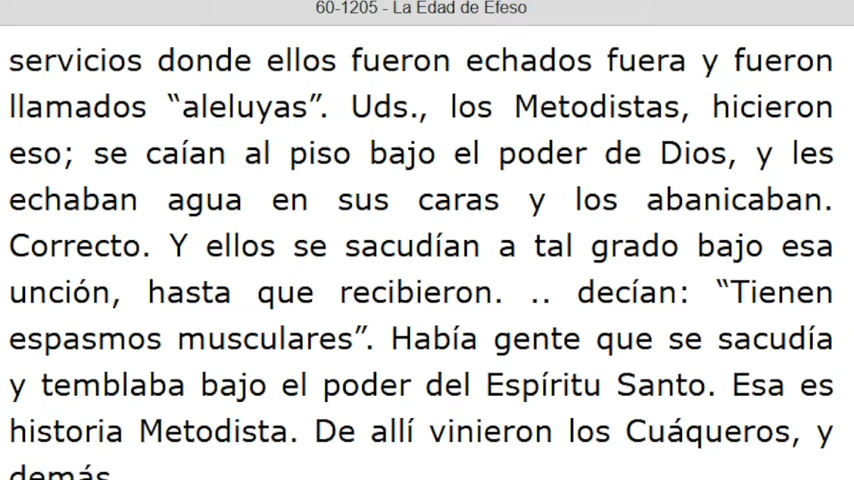 60-1205 - La Edad de Efeso
servicios donde ellos fueron echados fuera y fueron
llamados “aleluyas”. Uds., los Metodistas, hicieron
eso; se caían al piso bajo el poder de Dios, y les
echaban agua en sus caras y los abanicaban.
Correcto. Y ellos se sacudían a tal grado bajo esa
unción, hasta que recibieron. .. decían: “Tienen
espasmos musculares”. Había gente que se sacudía
y temblaba bajo el poder del Espíritu Santo. Esa es
historia Metodista. De allí vinieron los Cuáqueros, y
demás